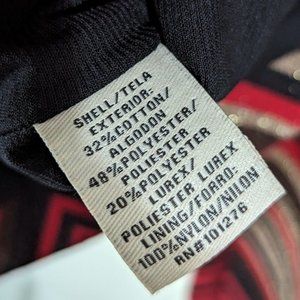 SHELL/TELA
EXTERIOR:
32% COTTON/
ALGODON
48% POLYESTER/
POLIESTER
20% POLYESTER
LUREX/
POLIESTER LUREX
LINING/FORRO-
100% NYLON/NILON
RN#101276